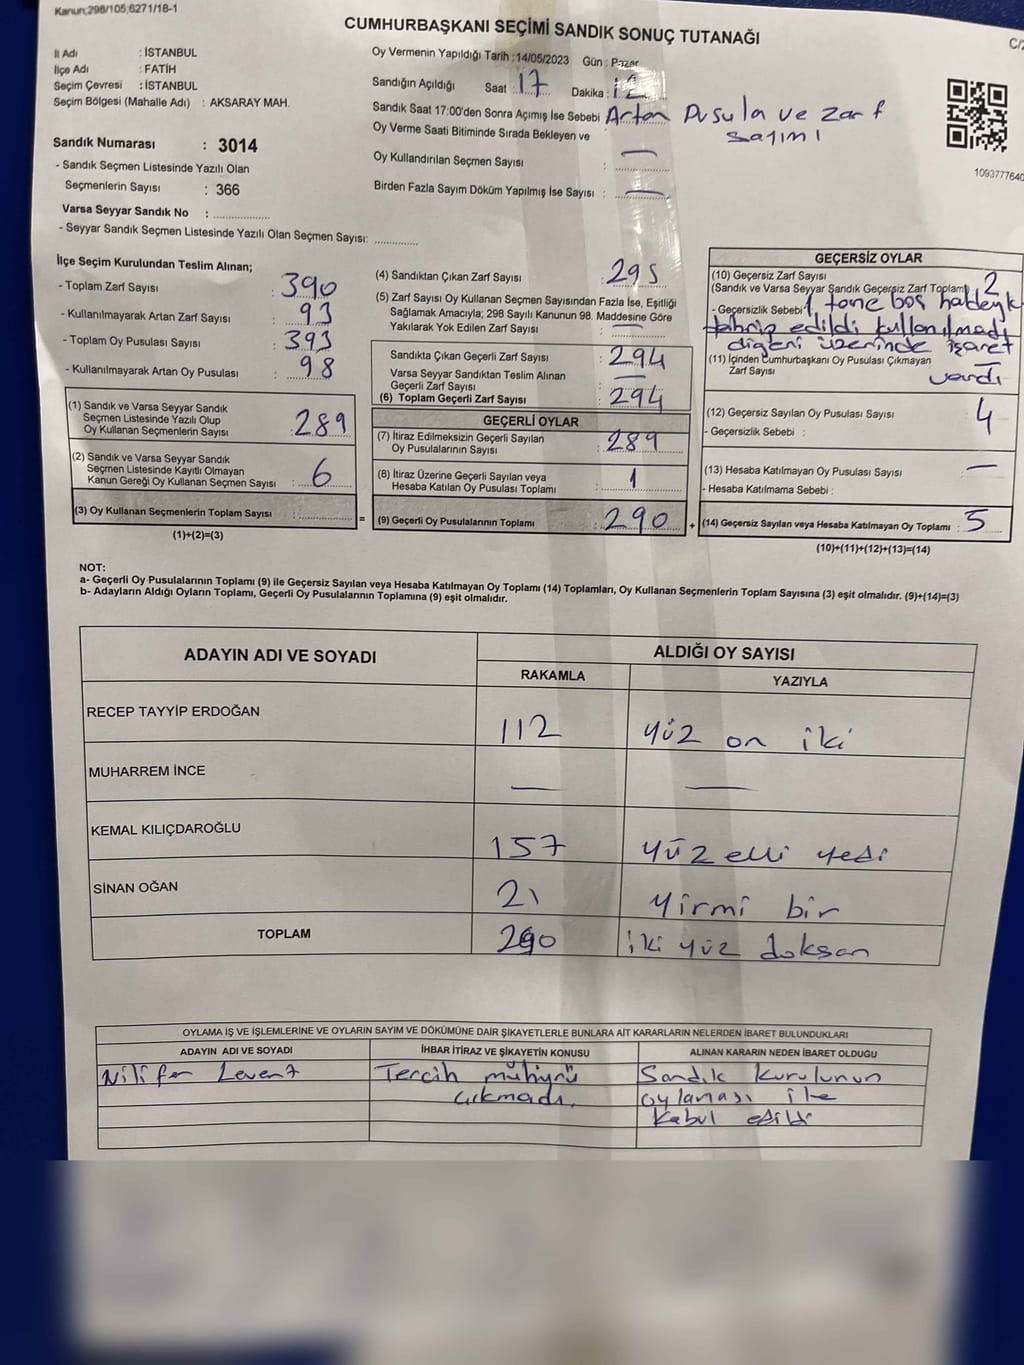 Kanun;298/105,6271/18-1
CUMHURBAŞKANI SEÇİMİ SANDIK SONUÇ TUTANAĞI
İl Adı : İSTANBUL
İlçe Adı : FATİH
Seçim Çevresi : İSTANBUL
Seçim Bölgesi (Mahalle Adı) : AKSARAY MAH.
Sandık Numarası : 3014
- Sandık Seçmen Listesinde Yazılı Olan
Seçmenlerin Sayısı : 366
Varsa Seyyar Sandık No : ..............
- Seyyar Sandık Seçmen Listesinde Yazılı Olan Seçmen Sayısı: ............
Oy Vermenin Yapıldığı Tarih :14/05/2023 Gün : Pazar
Sandığın Açıldığı Saat : 17 Dakika : 12
Sandık Saat 17:00'den Sonra Açımış İse Sebebi Artan Pusula ve Zarf
sayımı
Oy Verme Saati Bitiminde Sırada Bekleyen ve
Oy Kullandırılan Seçmen Sayısı : —
Birden Fazla Sayım Döküm Yapılmış İse Sayısı : —
C/2
1093777640
İlçe Seçim Kurulundan Teslim Alınan;
- Toplam Zarf Sayısı : 390
- Kullanılmayarak Artan Zarf Sayısı : 93
- Toplam Oy Pusulası Sayısı : 393
- Kullanılmayarak Artan Oy Pusulası : 98
(1) Sandık ve Varsa Seyyar Sandık
Seçmen Listesinde Yazılı Olup
Oy Kullanan Seçmenlerin Sayısı : 289
(2) Sandık ve Varsa Seyyar Sandık
Seçmen Listesinde Kayıtlı Olmayan
Kanun Gereği Oy Kullanan Seçmen Sayısı : 6
(3) Oy Kullanan Seçmenlerin Toplam Sayısı : ..............
(1)+(2)=(3)
(4) Sandıktan Çıkan Zarf Sayısı : 295
(5) Zarf Sayısı Oy Kullanan Seçmen Sayısından Fazla İse, Eşitliği
Sağlamak Amacıyla; 298 Sayılı Kanunun 98. Maddesine Göre
Yakılarak Yok Edilen Zarf Sayısı : —
Sandıkta Çıkan Geçerli Zarf Sayısı : 294
Varsa Seyyar Sandıktan Teslim Alınan
Geçerli Zarf Sayısı : —
(6) Toplam Geçerli Zarf Sayısı : 294
GEÇERLİ OYLAR
(7) İtiraz Edilmeksizin Geçerli Sayılan
Oy Pusulalarının Sayısı : 289
(8) İtiraz Üzerine Geçerli Sayılan veya
Hesaba Katılan Oy Pusulası Toplamı : 1
= (9) Geçerli Oy Pusulalarının Toplamı : 290
GEÇERSİZ OYLAR
(10) Geçersiz Zarf Sayısı
(Sandık ve Varsa Seyyar Sandık Geçersiz Zarf Toplam) 2
- Geçersizlik Sebebi 1 tane boş haldeyk
tahrip edildi kullanılmadı
diğeri üzerinde işaret
vardı
(11) İçinden Cumhurbaşkanı Oy Pusulası Çıkmayan
Zarf Sayısı —
(12) Geçersiz Sayılan Oy Pusulası Sayısı 4
- Geçersizlik Sebebi :
(13) Hesaba Katılmayan Oy Pusulası Sayısı —
- Hesaba Katılmama Sebebi :
+ (14) Geçersiz Sayılan veya Hesaba Katılmayan Oy Toplamı : 5
(10)+(11)+(12)+(13)=(14)
NOT:
a- Geçerli Oy Pusulalarının Toplamı (9) ile Geçersiz Sayılan veya Hesaba Katılmayan Oy Toplamı (14) Toplamları, Oy Kullanan Seçmenlerin Toplam Sayısına (3) eşit olmalıdır. (9)+(14)=(3)
b- Adayların Aldığı Oyların Toplamı, Geçerli Oy Pusulalarının Toplamına (9) eşit olmalıdır.
ADAYIN ADI VE SOYADI ALDIĞI OY SAYISI
RAKAMLA YAZIYLA
RECEP TAYYİP ERDOĞAN 112 yüz on iki
MUHARREM İNCE — —
KEMAL KILIÇDAROĞLU 157 yüz elli yedi
SİNAN OĞAN 21 yirmi bir
TOPLAM 290 iki yüz doksan
OYLAMA İŞ VE İŞLEMLERİNE VE OYLARIN SAYIM VE DÖKÜMÜNE DAİR ŞİKAYETLERLE BUNLARA AİT KARARLARIN NELERDEN İBARET BULUNDUKLARI
ADAYIN ADI VE SOYADI İHBAR İTİRAZ VE ŞİKAYETİN KONUSU ALINAN KARARIN NEDEN İBARET OLDUĞU
Nilifer Levent Tercih mühürü Sandık kurulunun
çıkmadı. oylaması ile
kabul edildi